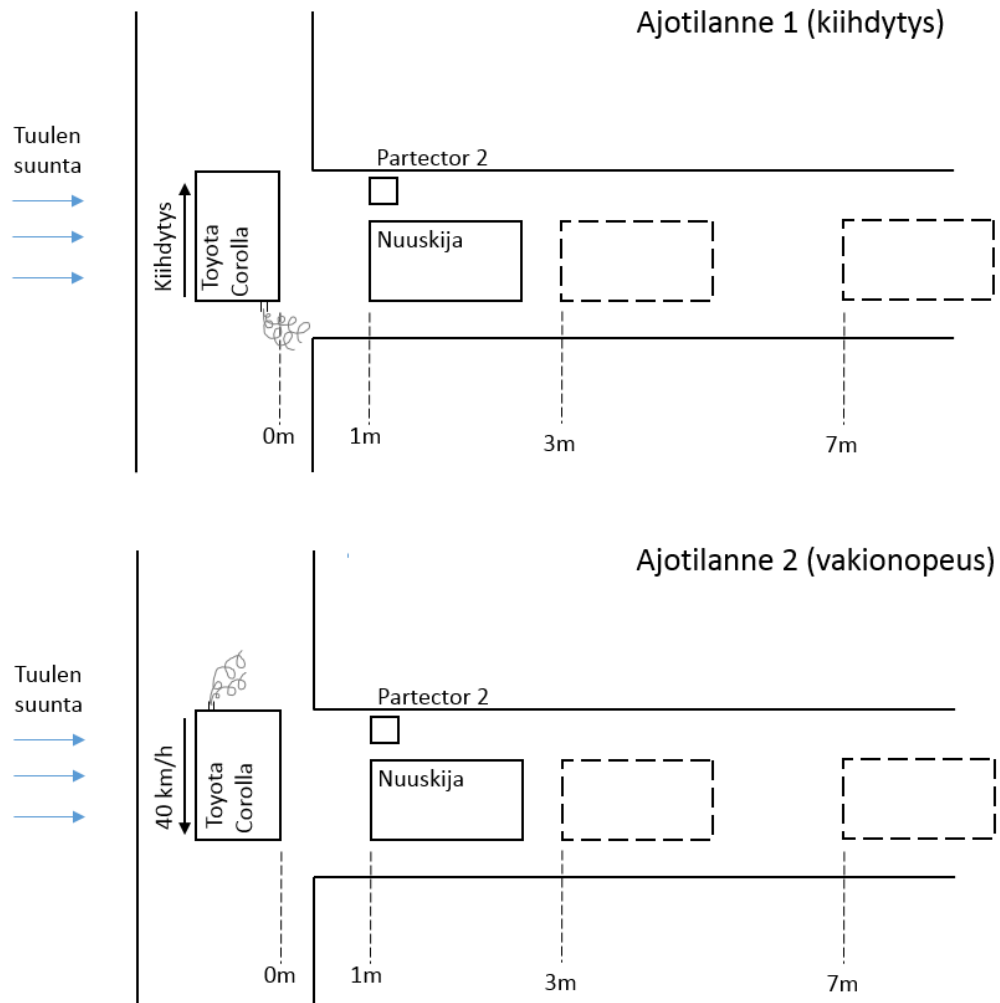 Ajotilanne 1 (kiihdytys)
Tuulen
suunta
Partector 2
Kiihdytys
Toyota
Corolla
Nuuskija
0m
1m
3m
7m
Ajotilanne 2 (vakionopeus)
Tuulen
suunta
Partector 2
40 km/h
Toyota
Corolla
Nuuskija
0m
1m
3m
7m